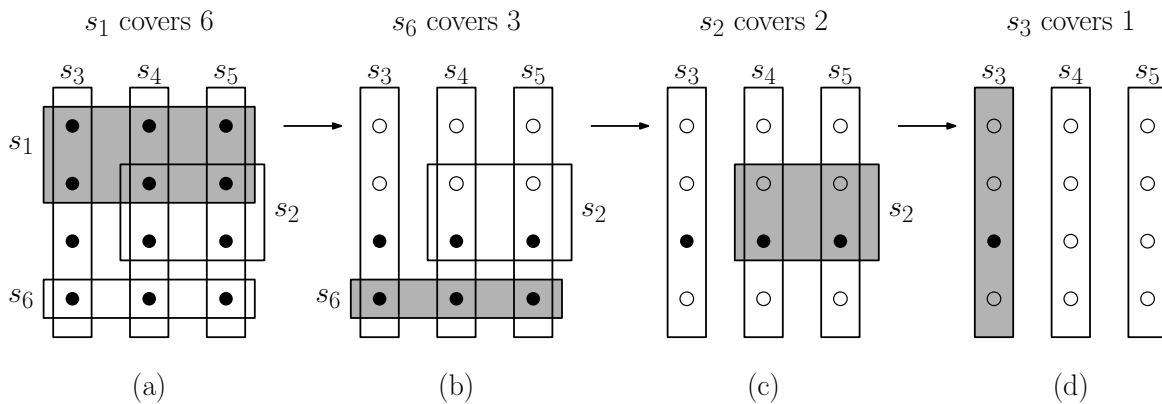 s₁ covers 6 s₆ covers 3 s₂ covers 2 s₃ covers 1
s₃ s₄ s₅ s₃ s₄ s₅ s₃ s₄ s₅ s₃ s₄ s₅
s₁
s₂ s₂ s₂
s₆ s₆
(a) (b) (c) (d)